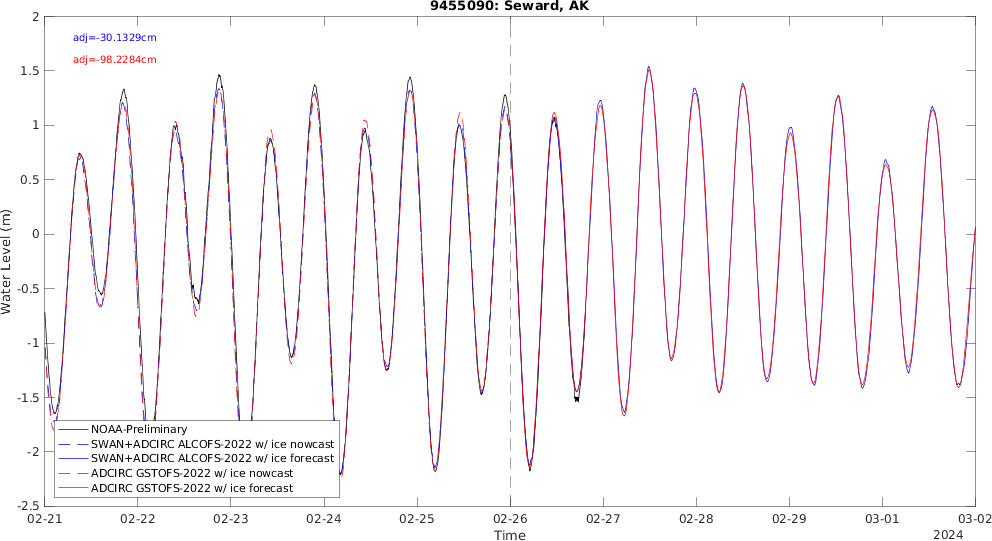 9455090: Seward, AK
adj=-30.1329cm
adj=-98.2284cm
2
1.5
1
0.5
0
-0.5
-1
-1.5
-2
-2.5
Water Level (m)
NOAA-Preliminary
SWAN+ADCIRC ALCOFS-2022 w/ ice nowcast
SWAN+ADCIRC ALCOFS-2022 w/ ice forecast
ADCIRC GSTOFS-2022 w/ ice nowcast
ADCIRC GSTOFS-2022 w/ ice forecast
02-21 02-22 02-23 02-24 02-25 02-26 02-27 02-28 02-29 03-01 03-02
Time
2024